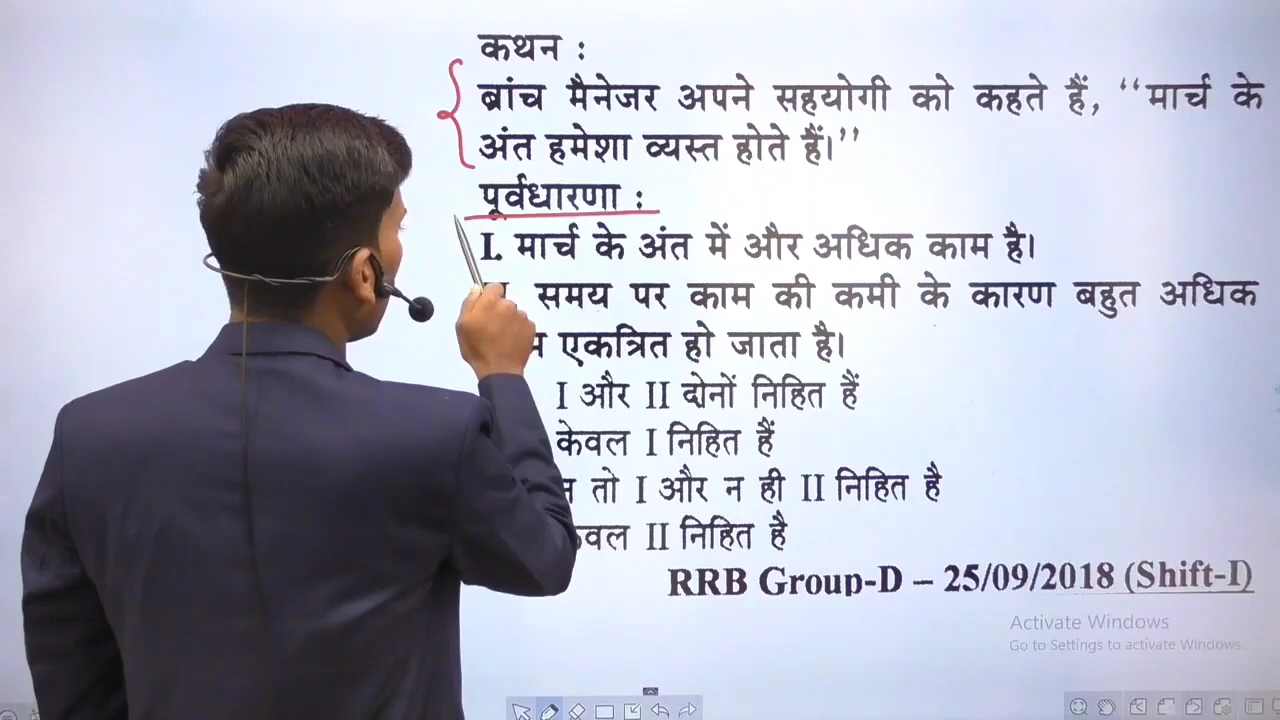 कथन :
ब्रांच मैनेजर अपने सहयोगी को कहते हैं, “मार्च के
अंत हमेशा व्यस्त होते हैं।”
पूर्वधारणा :
I. मार्च के अंत में और अधिक काम है।
समय पर काम की कमी के कारण बहुत अधिक
एकत्रित हो जाता है।
I और II दोनों निहित हैं
केवल I निहित हैं
तो I और न ही II निहित है
केवल II निहित है
RRB Group-D – 25/09/2018 (Shift-I)
Activate Windows
Go to Settings to activate Windows.